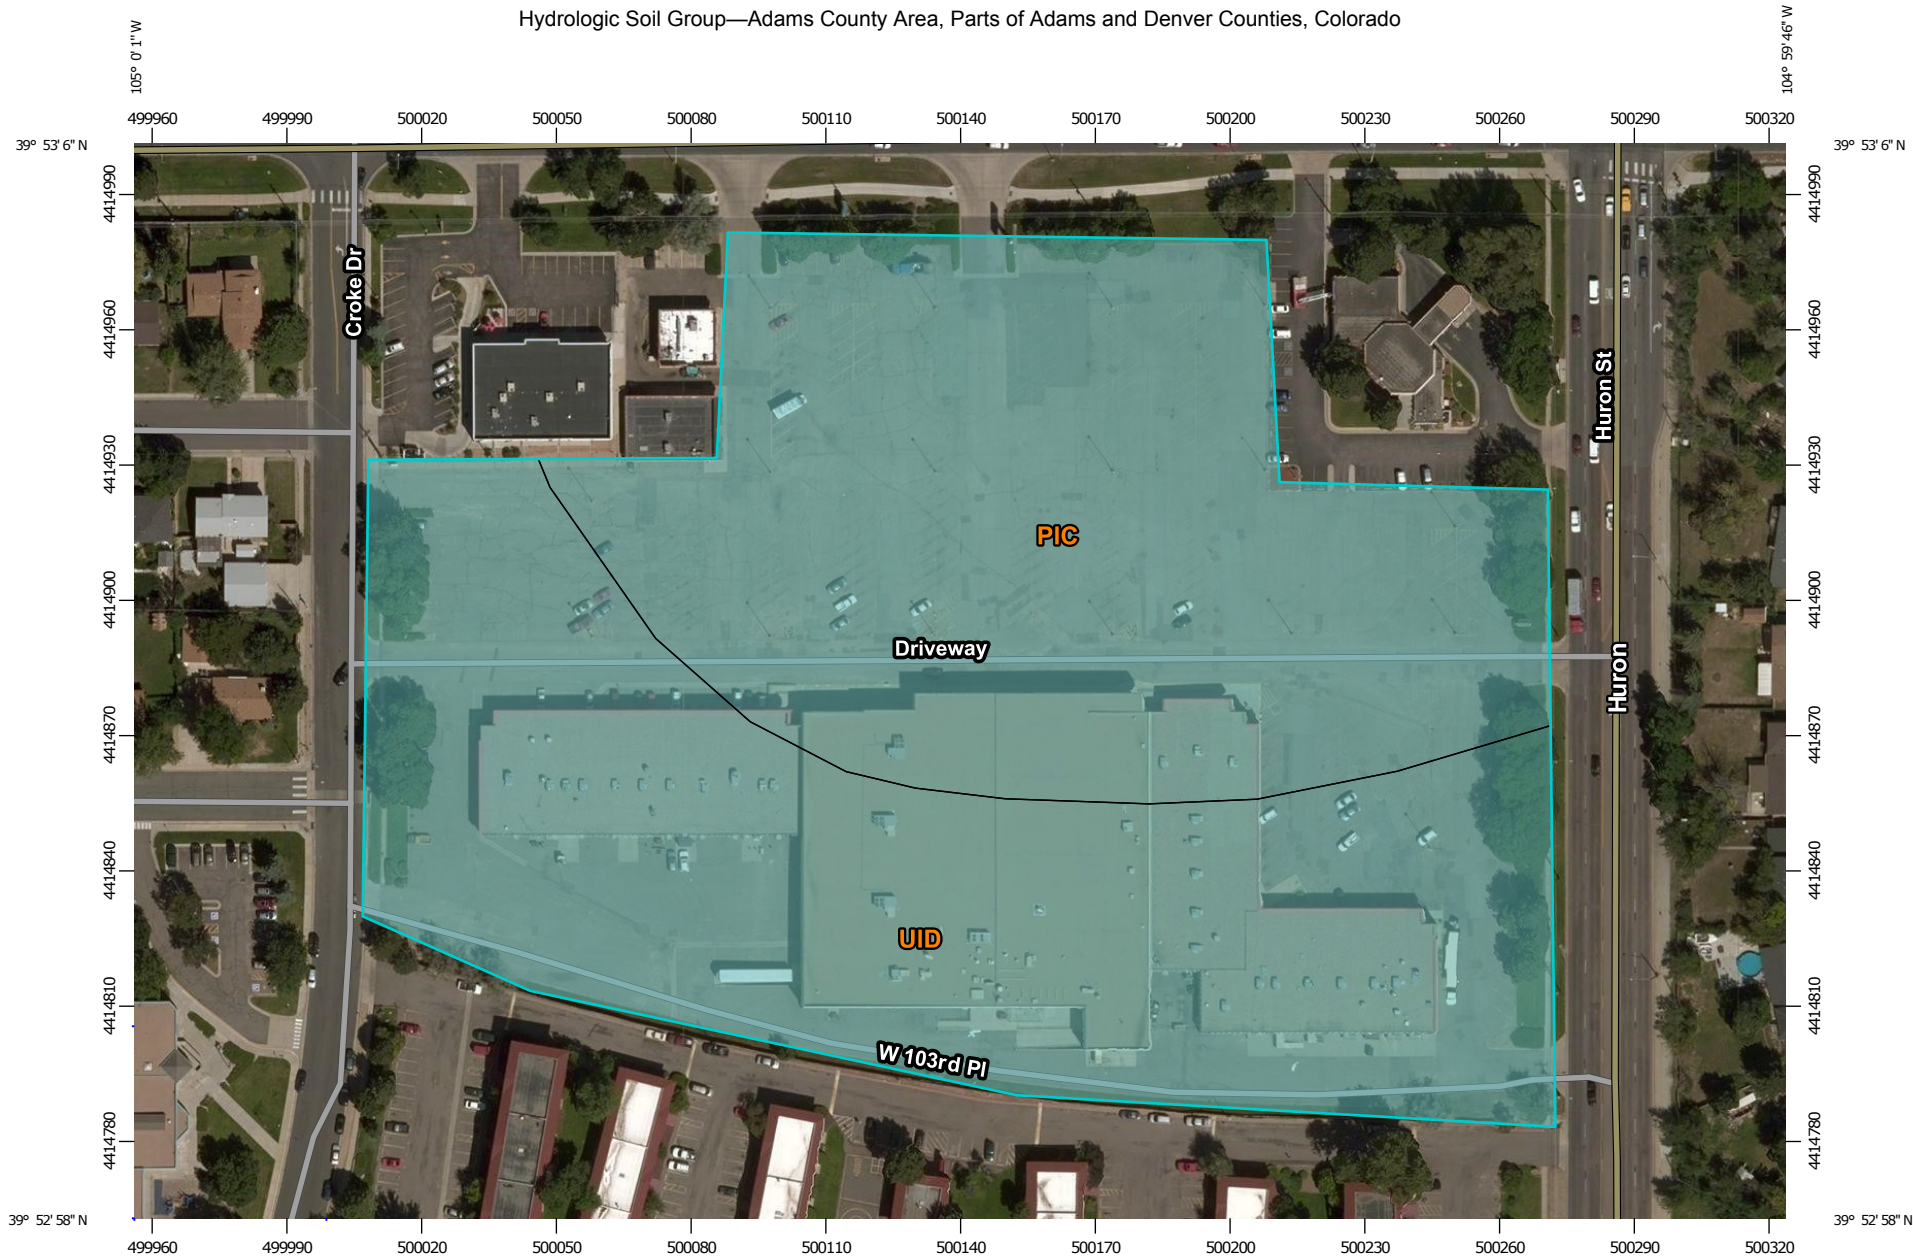 Hydrologic Soil Group—Adams County Area, Parts of Adams and Denver Counties, Colorado
105° 0' 1" W
104° 59' 46" W
499960 499990 500020 500050 500080 500110 500140 500170 500200 500230 500260 500290 500320
39° 53' 6" N
39° 53' 6" N
4414990
4414990
Croke Dr
4414960
4414960
Huron St
4414930
4414930
PIC
4414900
4414900
Driveway
Huron
4414870
4414870
4414840
4414840
UID
4414810
4414810
W 103rd Pl
4414780
4414780
39° 52' 58" N
39° 52' 58" N
499960 499990 500020 500050 500080 500110 500140 500170 500200 500230 500260 500290 500320